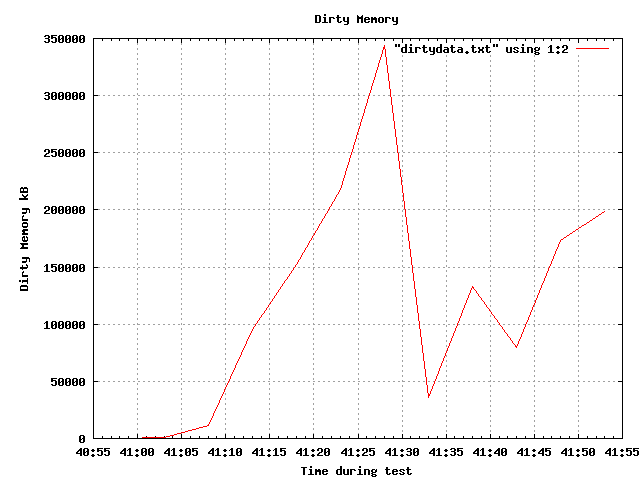 Dirty Memory
"dirtydata.txt" using 1:2
350000
300000
250000
200000
150000
100000
50000
0
Dirty Memory kB
40:55 41:00 41:05 41:10 41:15 41:20 41:25 41:30 41:35 41:40 41:45 41:50 41:55
Time during test